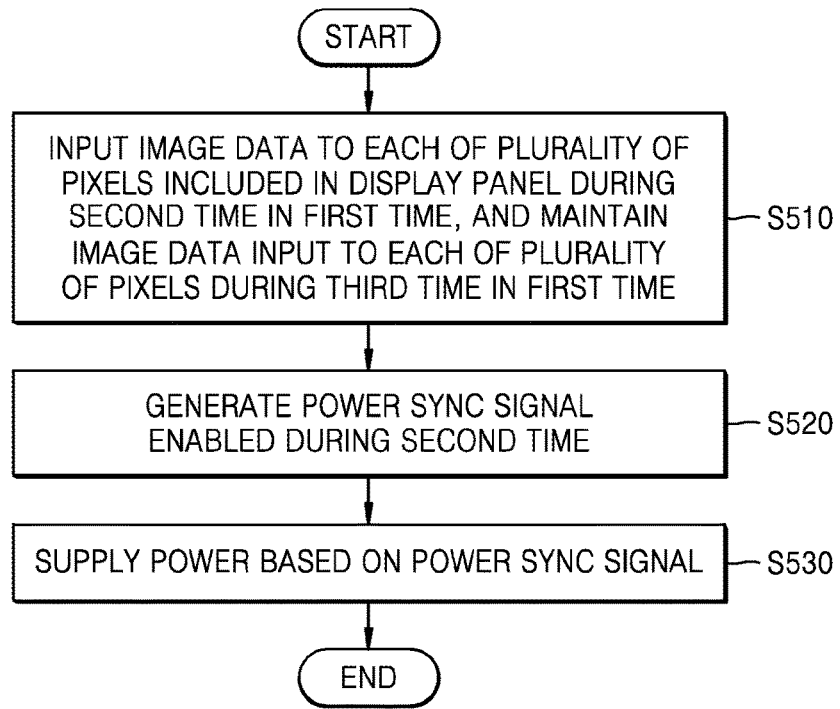 START
INPUT IMAGE DATA TO EACH OF PLURALITY OF
PIXELS INCLUDED IN DISPLAY PANEL DURING
SECOND TIME IN FIRST TIME, AND MAINTAIN
IMAGE DATA INPUT TO EACH OF PLURALITY
OF PIXELS DURING THIRD TIME IN FIRST TIME
S510
GENERATE POWER SYNC SIGNAL
ENABLED DURING SECOND TIME
S520
SUPPLY POWER BASED ON POWER SYNC SIGNAL
S530
END